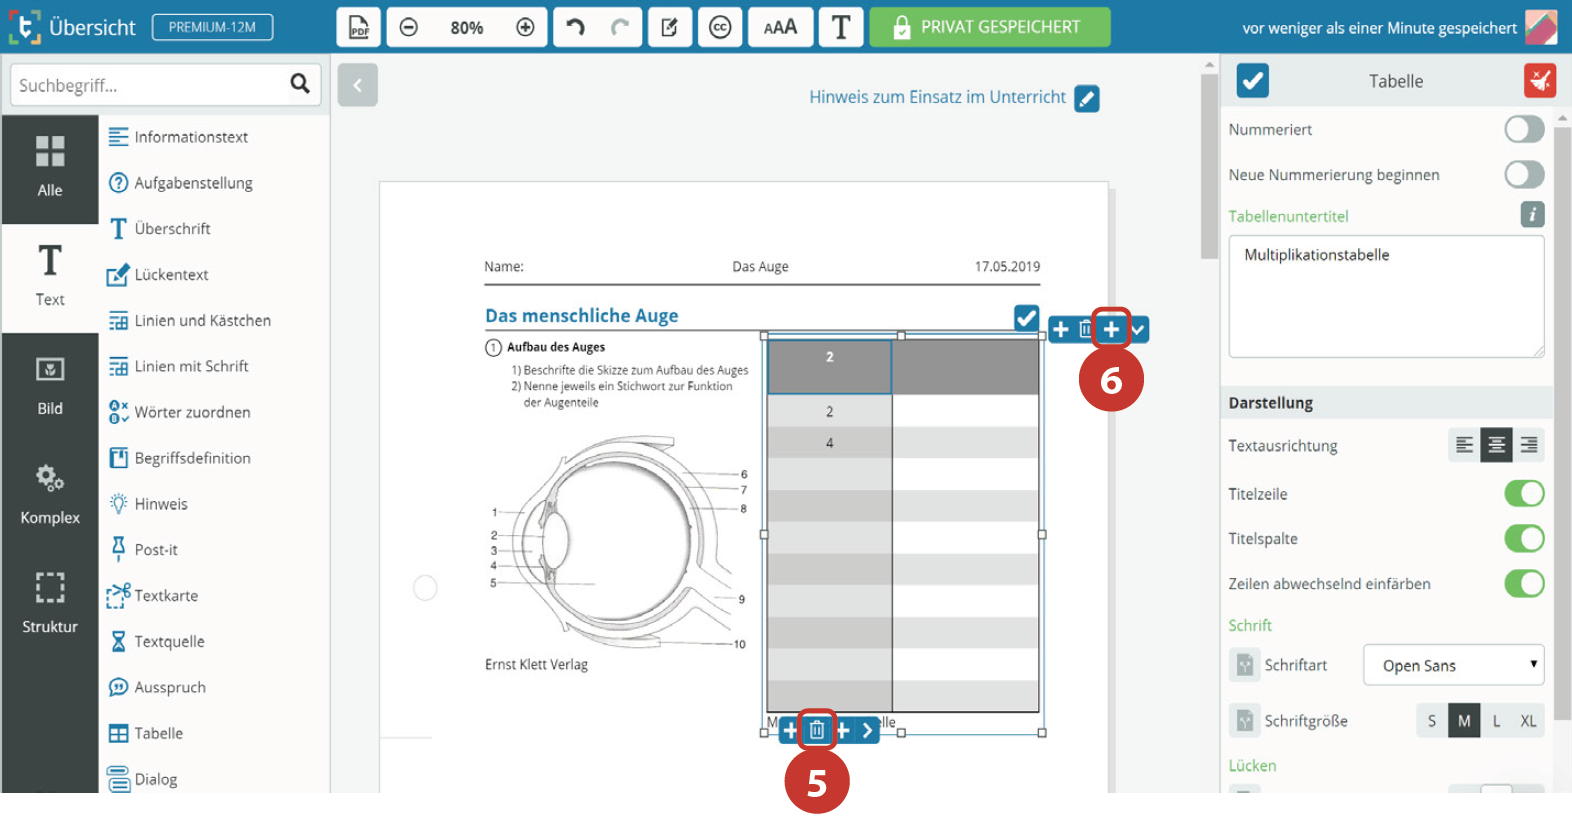 Übersicht PREMIUM-12M PDF 80% cc AAA T PRIVAT GESPEICHERT vor weniger als einer Minute gespeichert
Suchbegriff...
Alle
Text
Bild
Komplex
Struktur
Informationstext
Aufgabenstellung
Überschrift
Lückentext
Linien und Kästchen
Linien mit Schrift
Wörter zuordnen
Begriffsdefinition
Hinweis
Post-it
Textkarte
Textquelle
Ausspruch
Tabelle
Dialog
Hinweis zum Einsatz im Unterricht
Name: Das Auge 17.05.2019
Das menschliche Auge
1 Aufbau des Auges
1) Beschrifte die Skizze zum Aufbau des Auges
2) Nenne jeweils ein Stichwort zur Funktion
der Augenteile
1
2
3
4
5
6
7
8
9
10
Ernst Klett Verlag
2
2
4
M lle
5
6
Tabelle
Nummeriert
Neue Nummerierung beginnen
Tabellenuntertitel i
Multiplikationstabelle
Darstellung
Textausrichtung
Titelzeile
Titelspalte
Zeilen abwechselnd einfärben
Schrift
Schriftart Open Sans
Schriftgröße S M L XL
Lücken